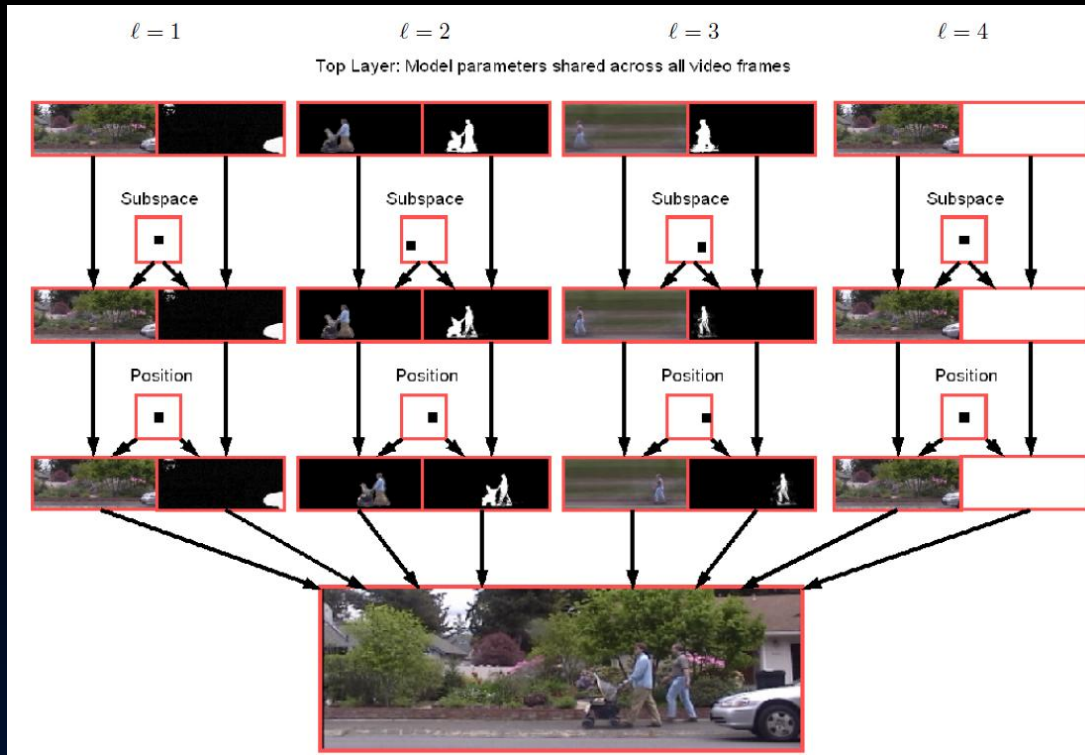 ℓ = 1 ℓ = 2 ℓ = 3 ℓ = 4
Top Layer: Model parameters shared across all video frames
Subspace Subspace Subspace Subspace
Position Position Position Position